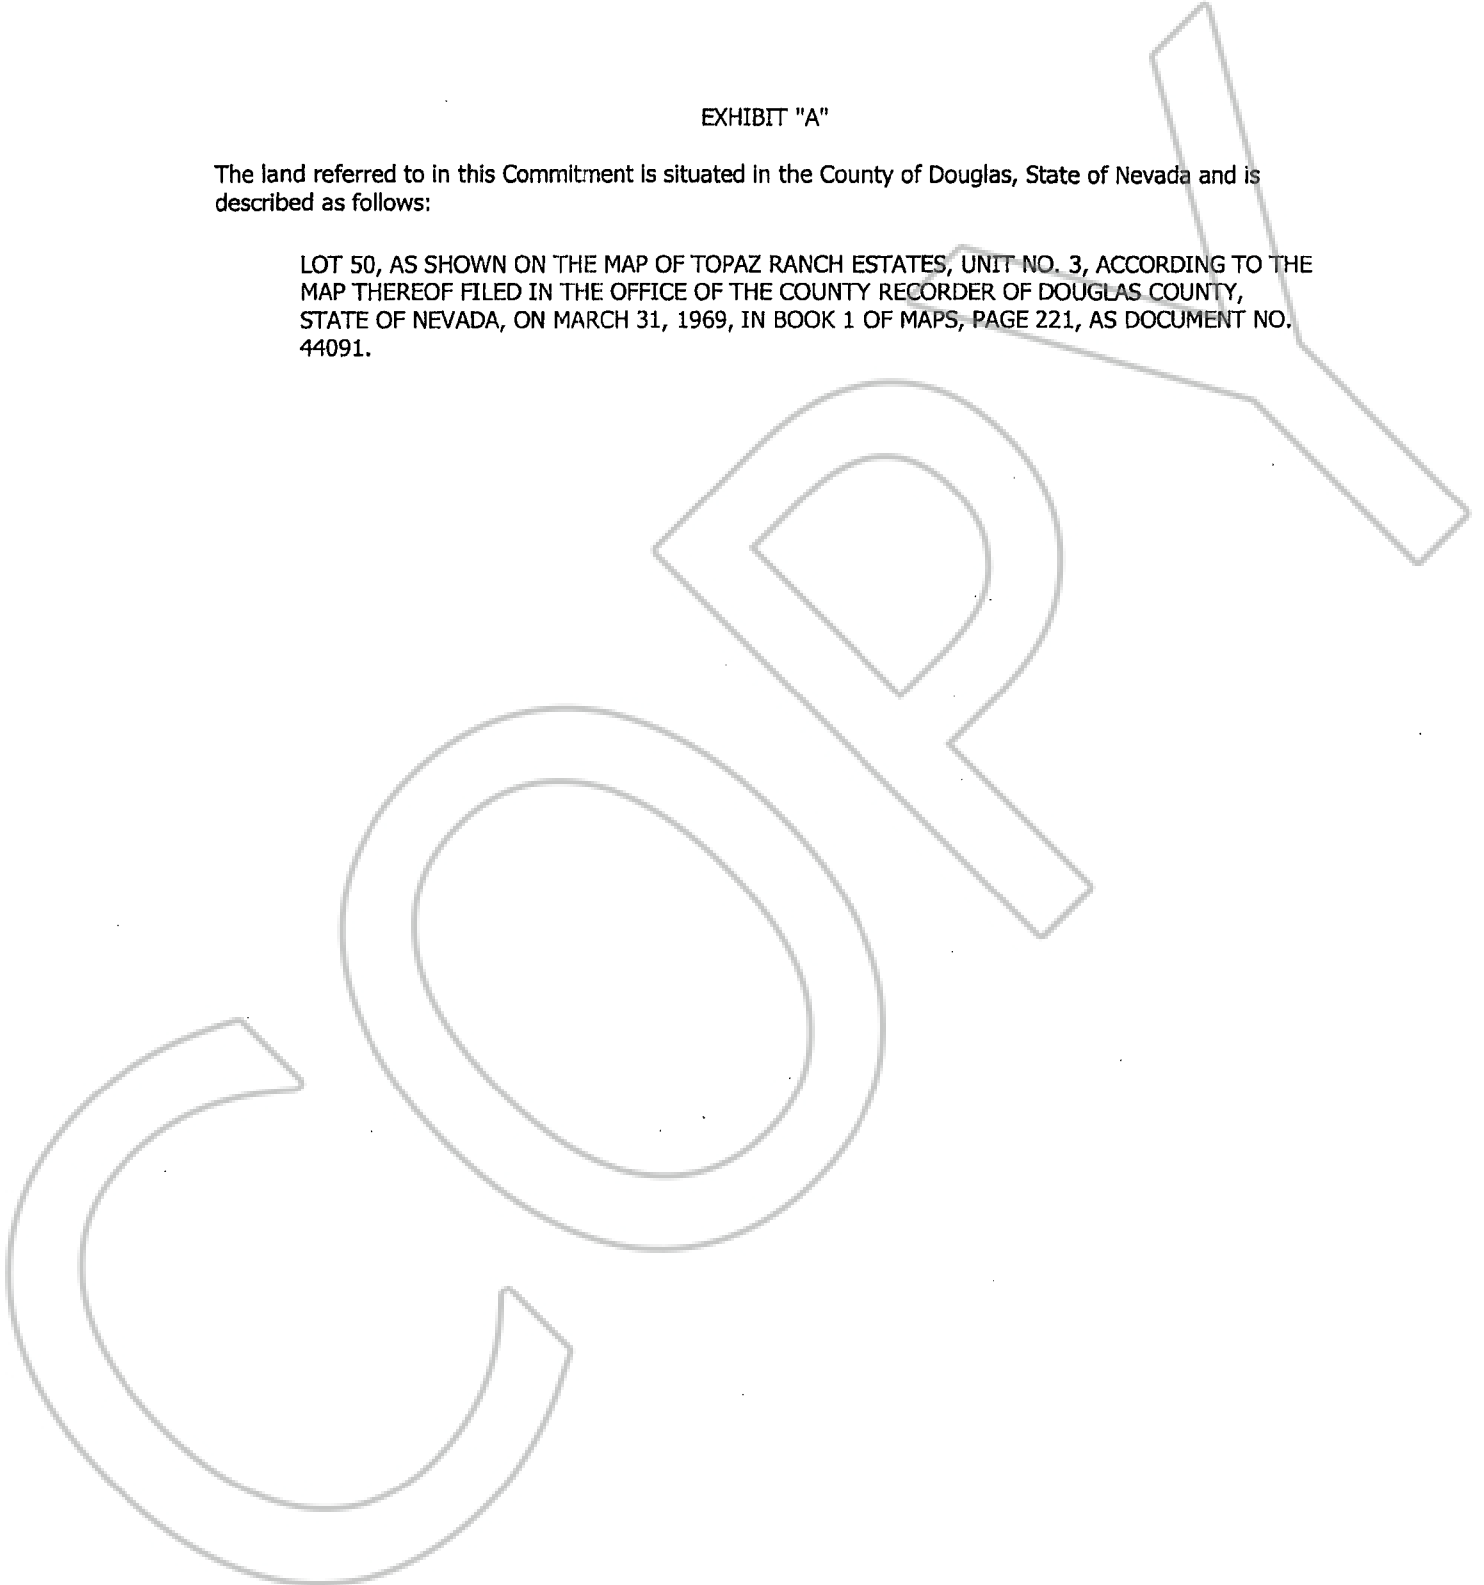 EXHIBIT "A"
The land referred to in this Commitment is situated in the County of Douglas, State of Nevada and is
described as follows:
LOT 50, AS SHOWN ON THE MAP OF TOPAZ RANCH ESTATES, UNIT NO. 3, ACCORDING TO THE
MAP THEREOF FILED IN THE OFFICE OF THE COUNTY RECORDER OF DOUGLAS COUNTY,
STATE OF NEVADA, ON MARCH 31, 1969, IN BOOK 1 OF MAPS, PAGE 221, AS DOCUMENT NO.
44091.
COPY